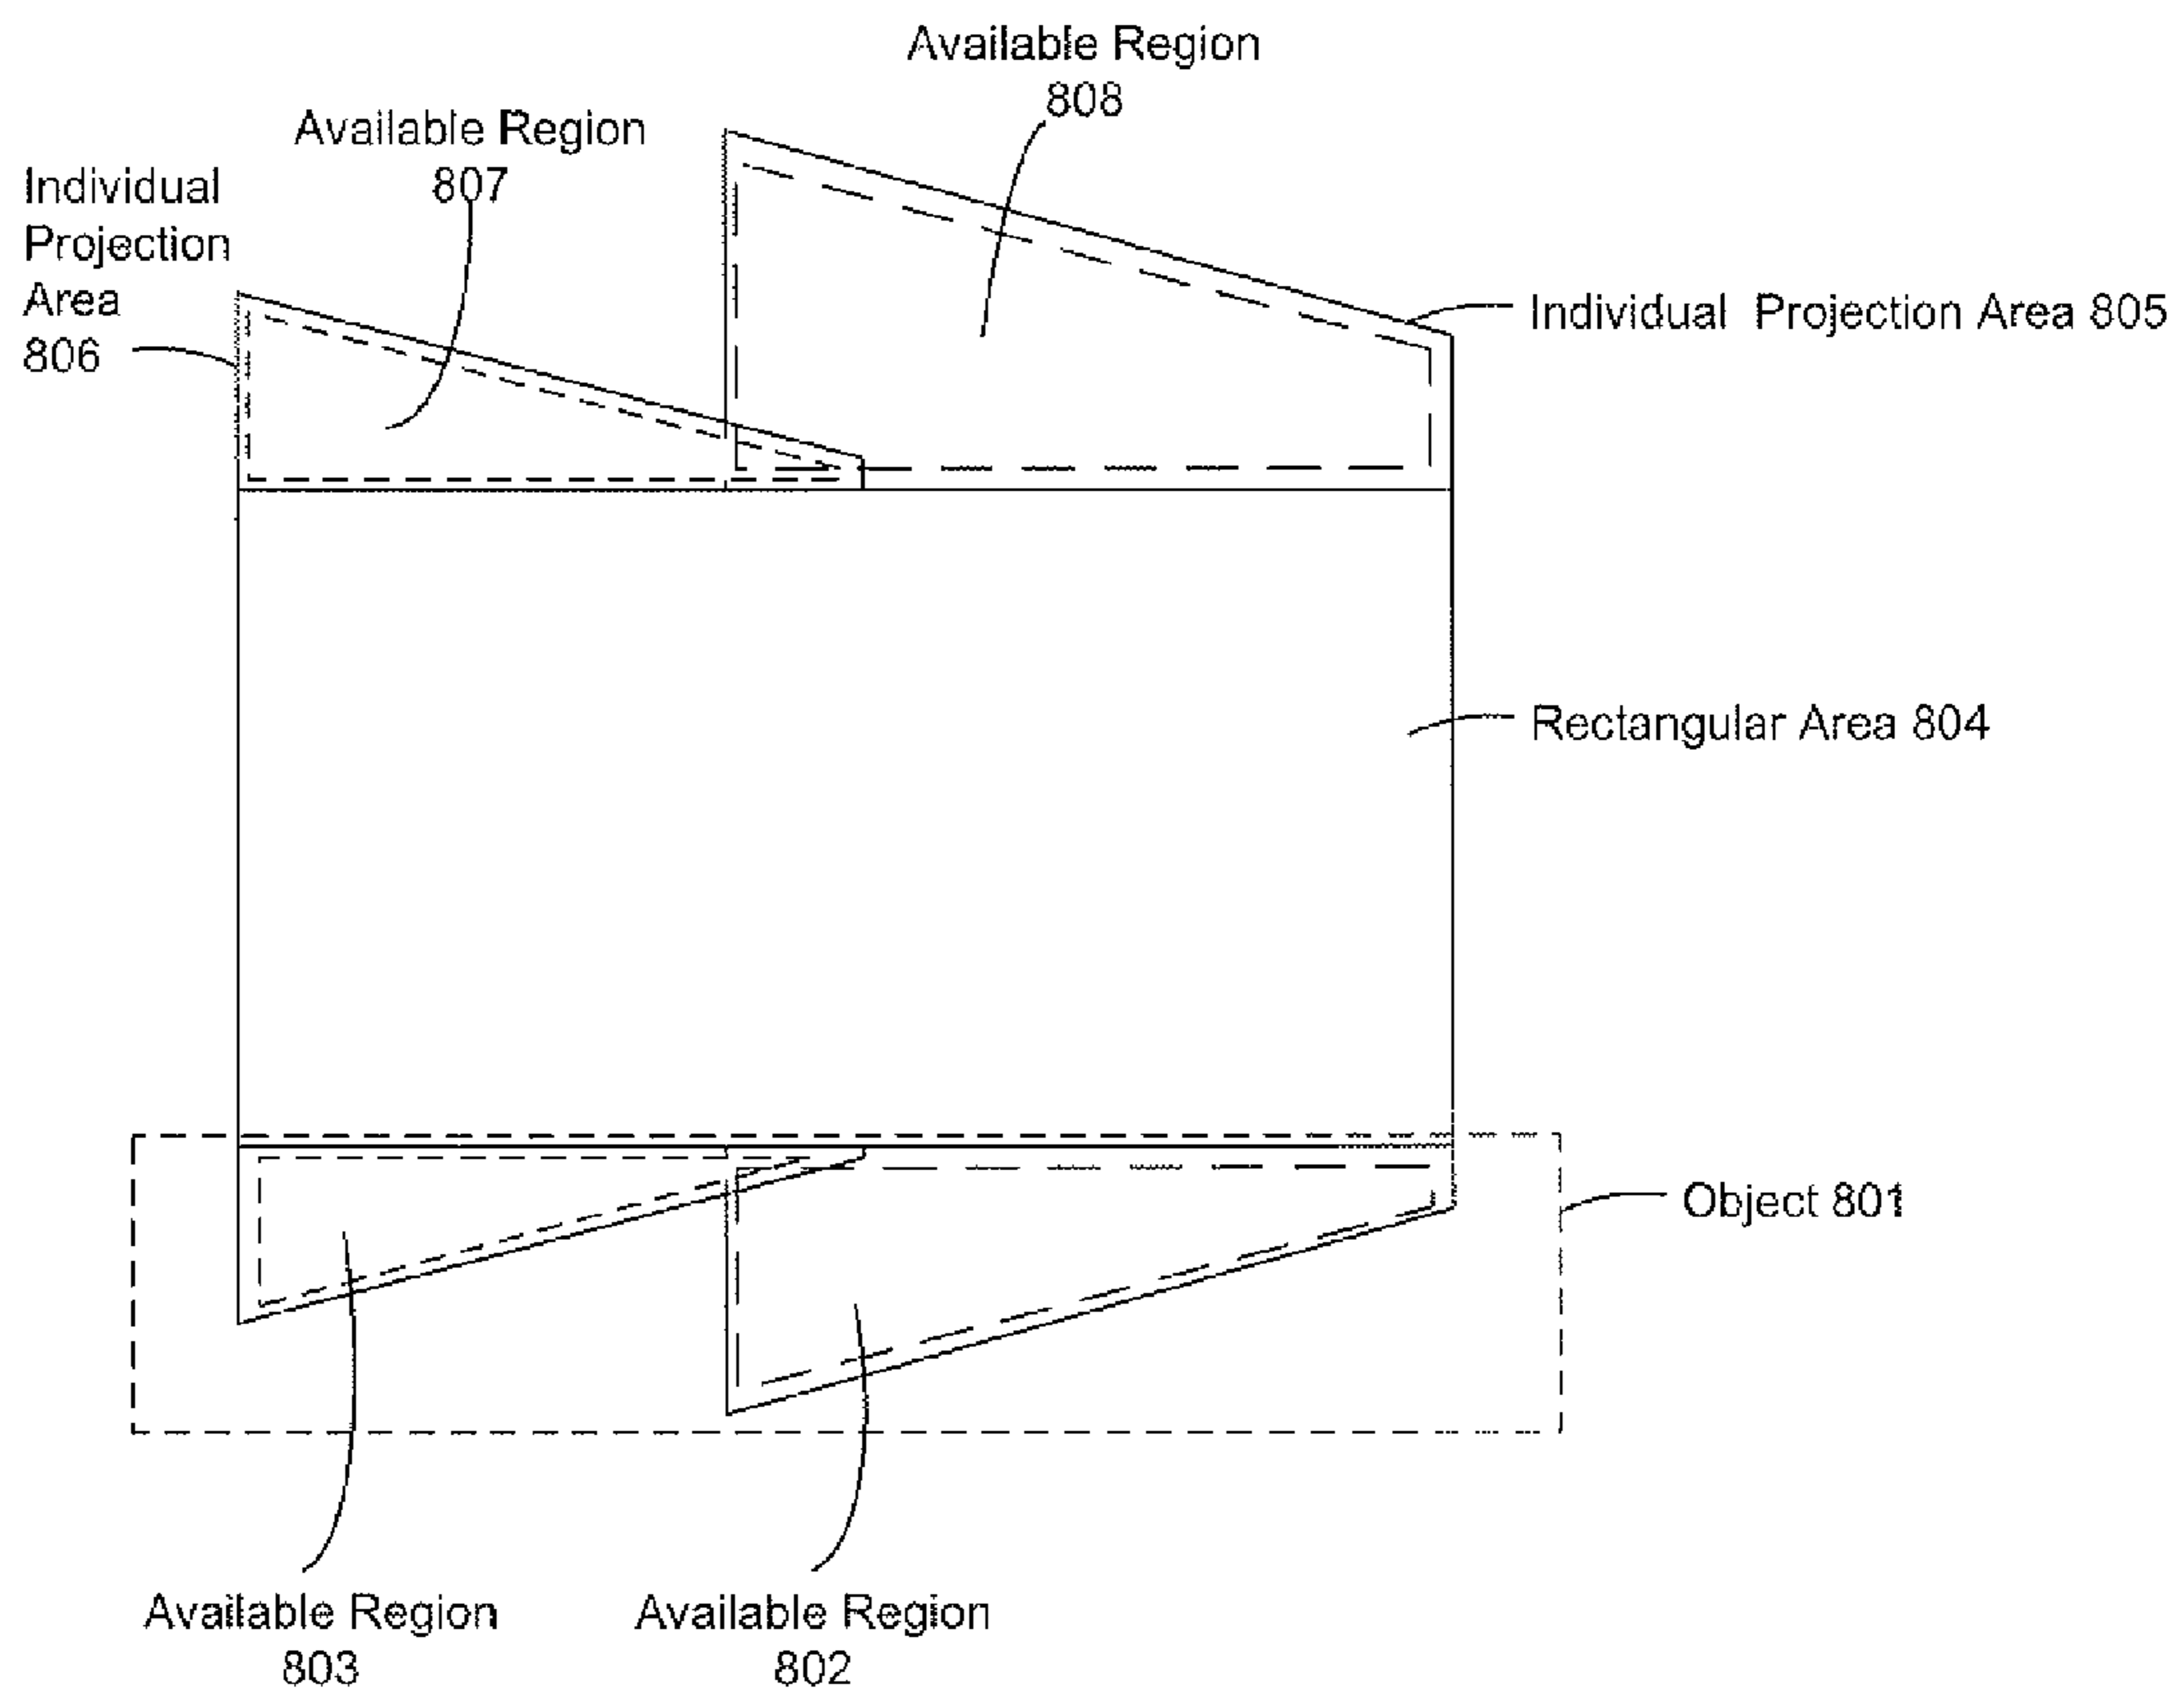 Available Region
808
Available Region
807
Individual
Projection
Area
806
Individual Projection Area 805
Rectangular Area 804
Object 801
Available Region
803
Available Region
802